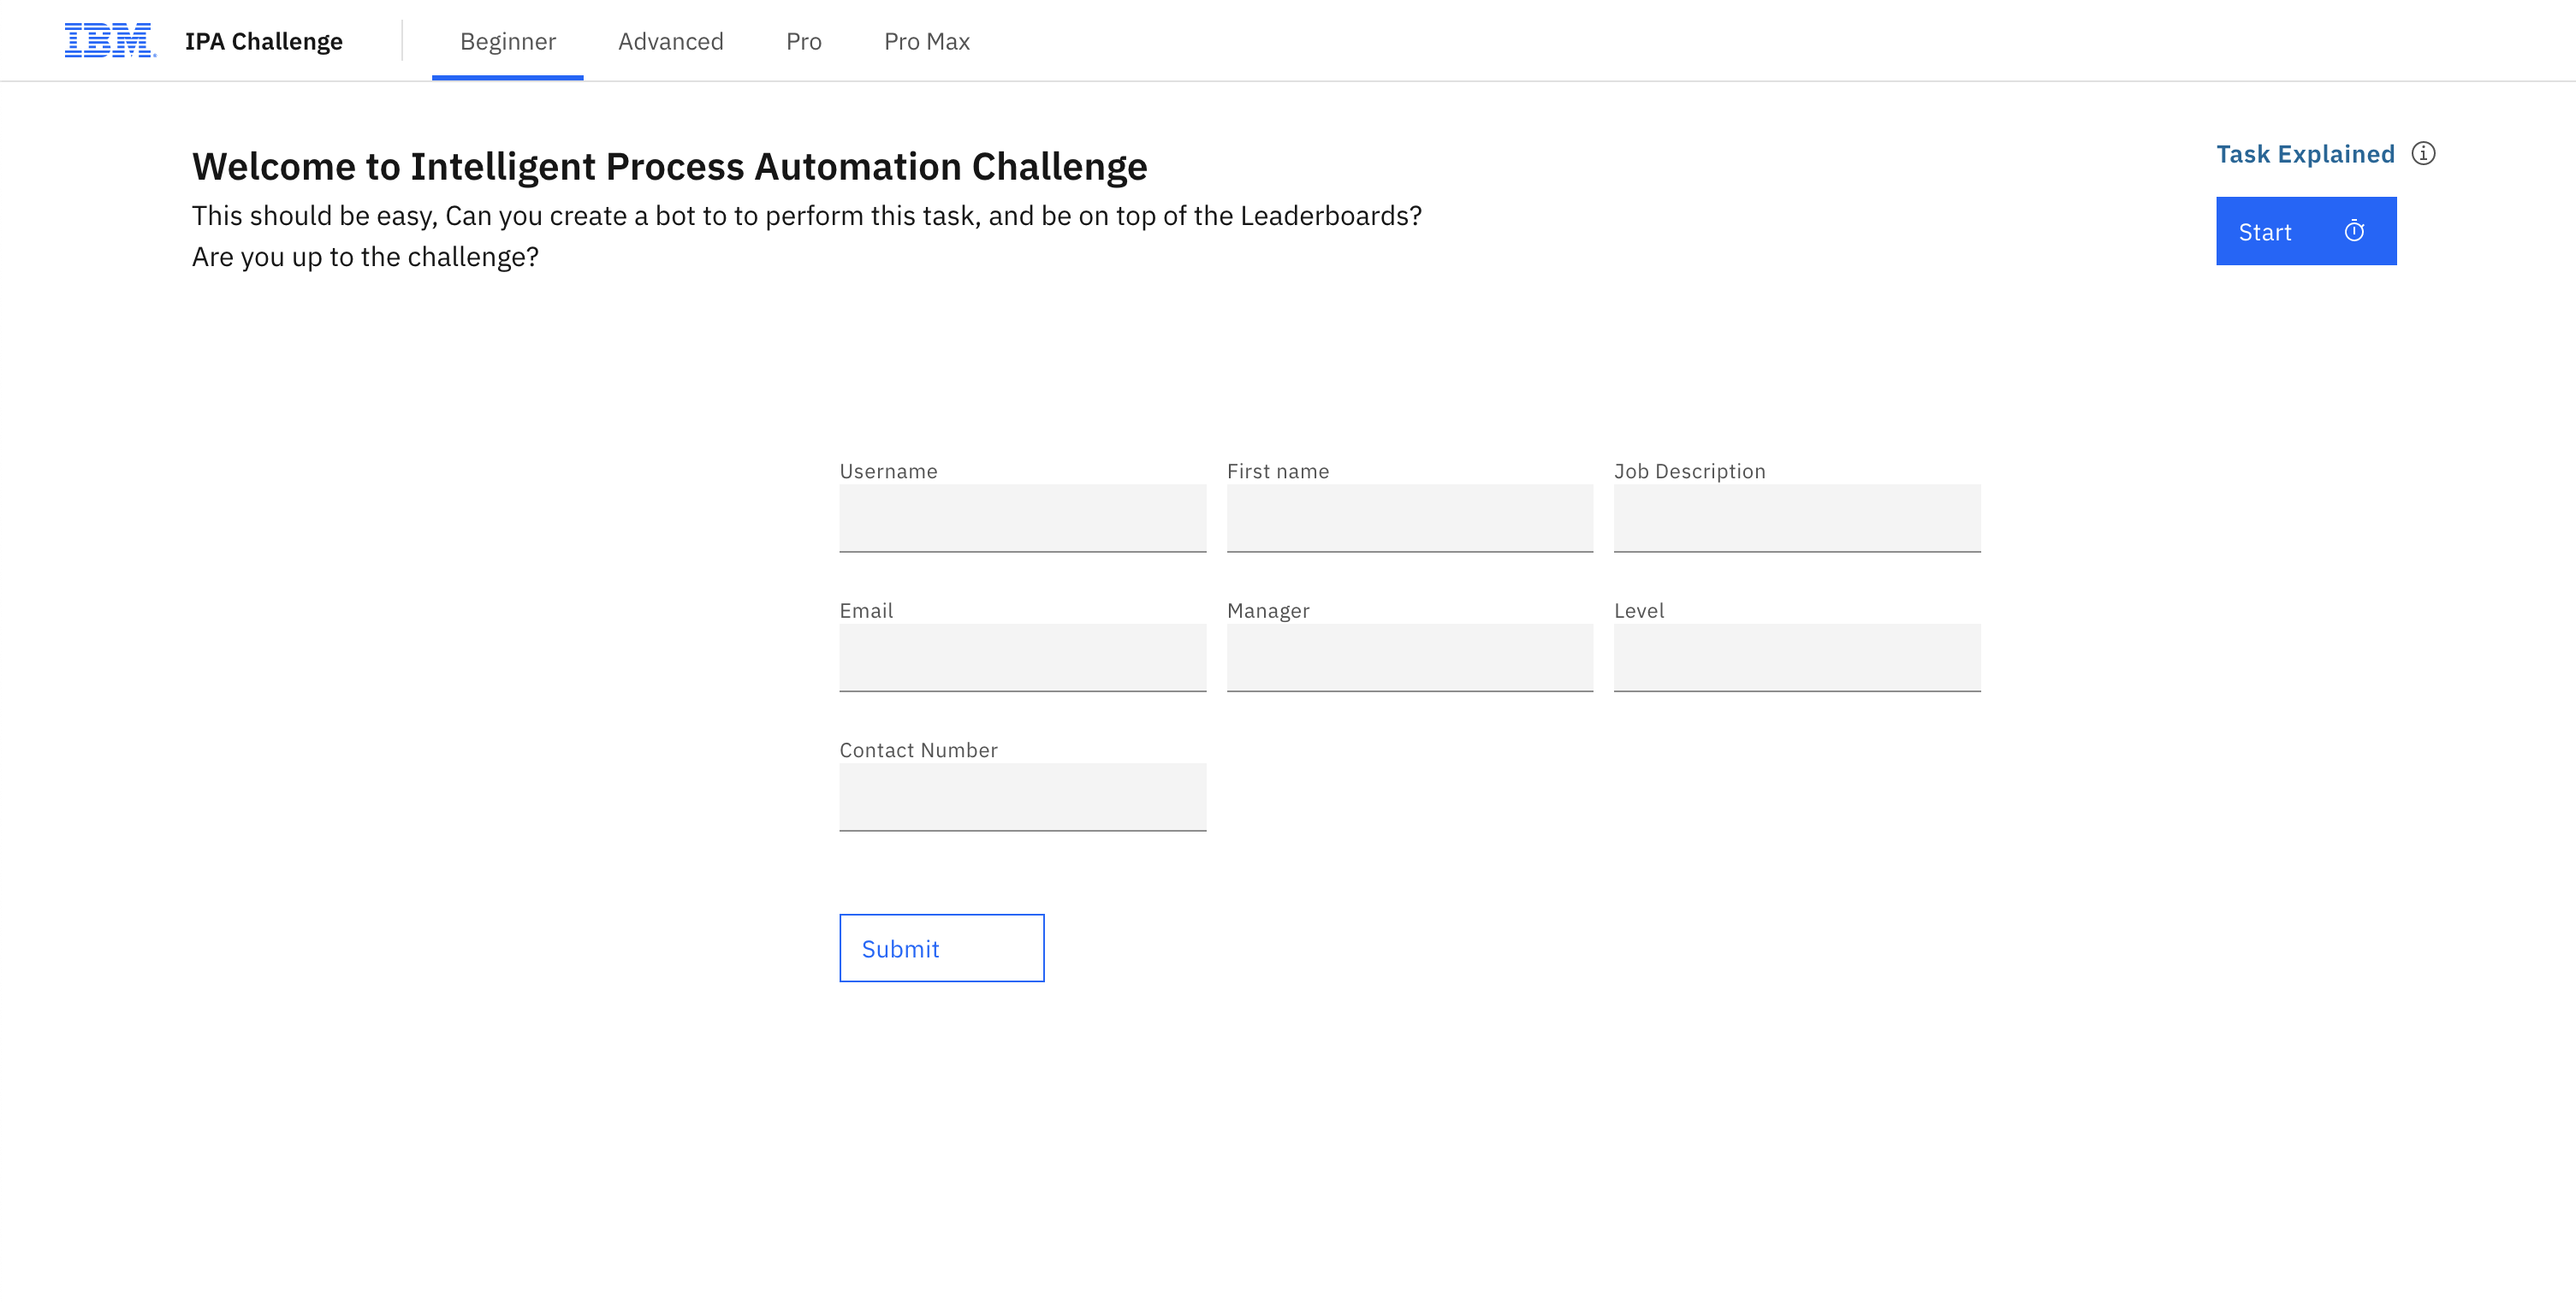 IBM IPA Challenge Beginner Advanced Pro Pro Max
Welcome to Intelligent Process Automation Challenge
This should be easy, Can you create a bot to to perform this task, and be on top of the Leaderboards?
Are you up to the challenge?
Task Explained
Start
Username First name Job Description
Email Manager Level
Contact Number
Submit